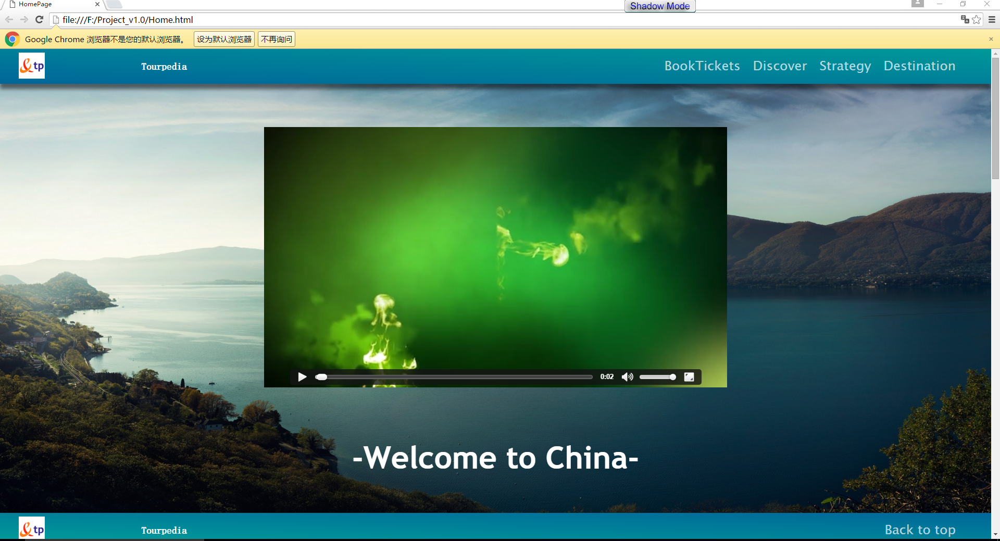 HomePage
Shadow Mode
file:///F:/Project_v1.0/Home.html
Google Chrome 浏览器不是您的默认浏览器。 设为默认浏览器 不再询问
&tp Tourpedia BookTickets Discover Strategy Destination
0:02
-Welcome to China-
&tp Tourpedia Back to top